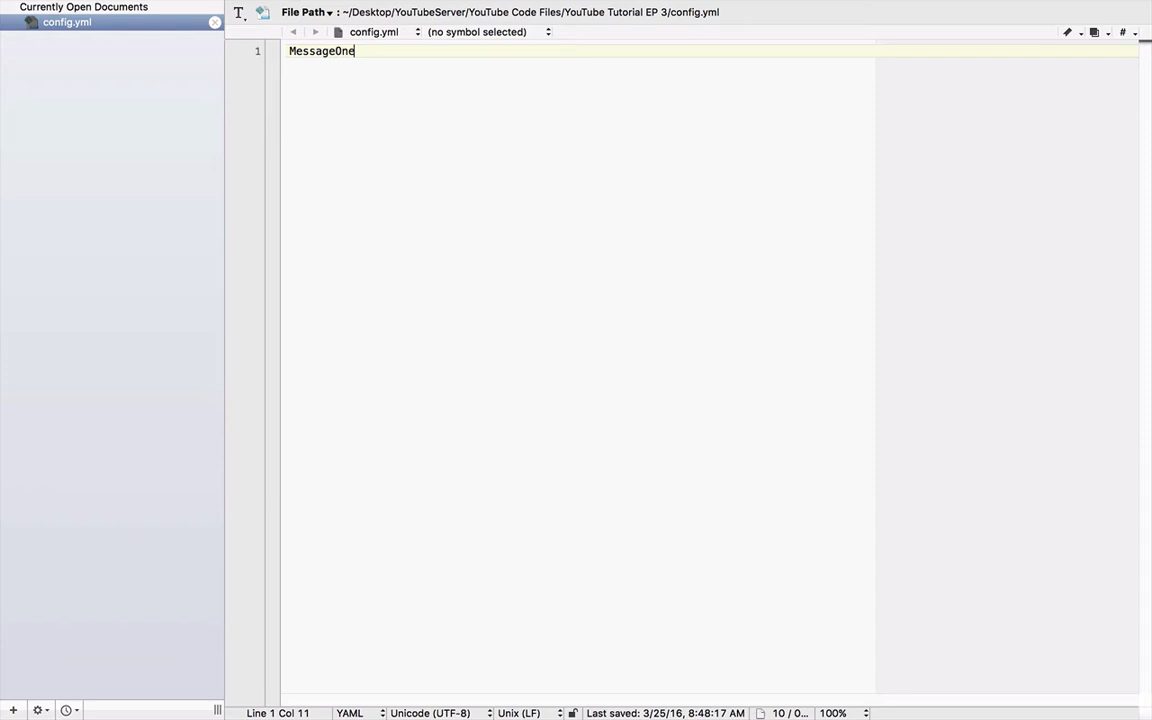 Currently Open Documents
config.yml
File Path : ~/Desktop/YouTubeServer/YouTube Code Files/YouTube Tutorial EP 3/config.yml
config.yml (no symbol selected) #
1 MessageOne
Line 1 Col 11 YAML Unicode (UTF-8) Unix (LF) Last saved: 3/25/16, 8:48:17 AM 10 / 0... 100%